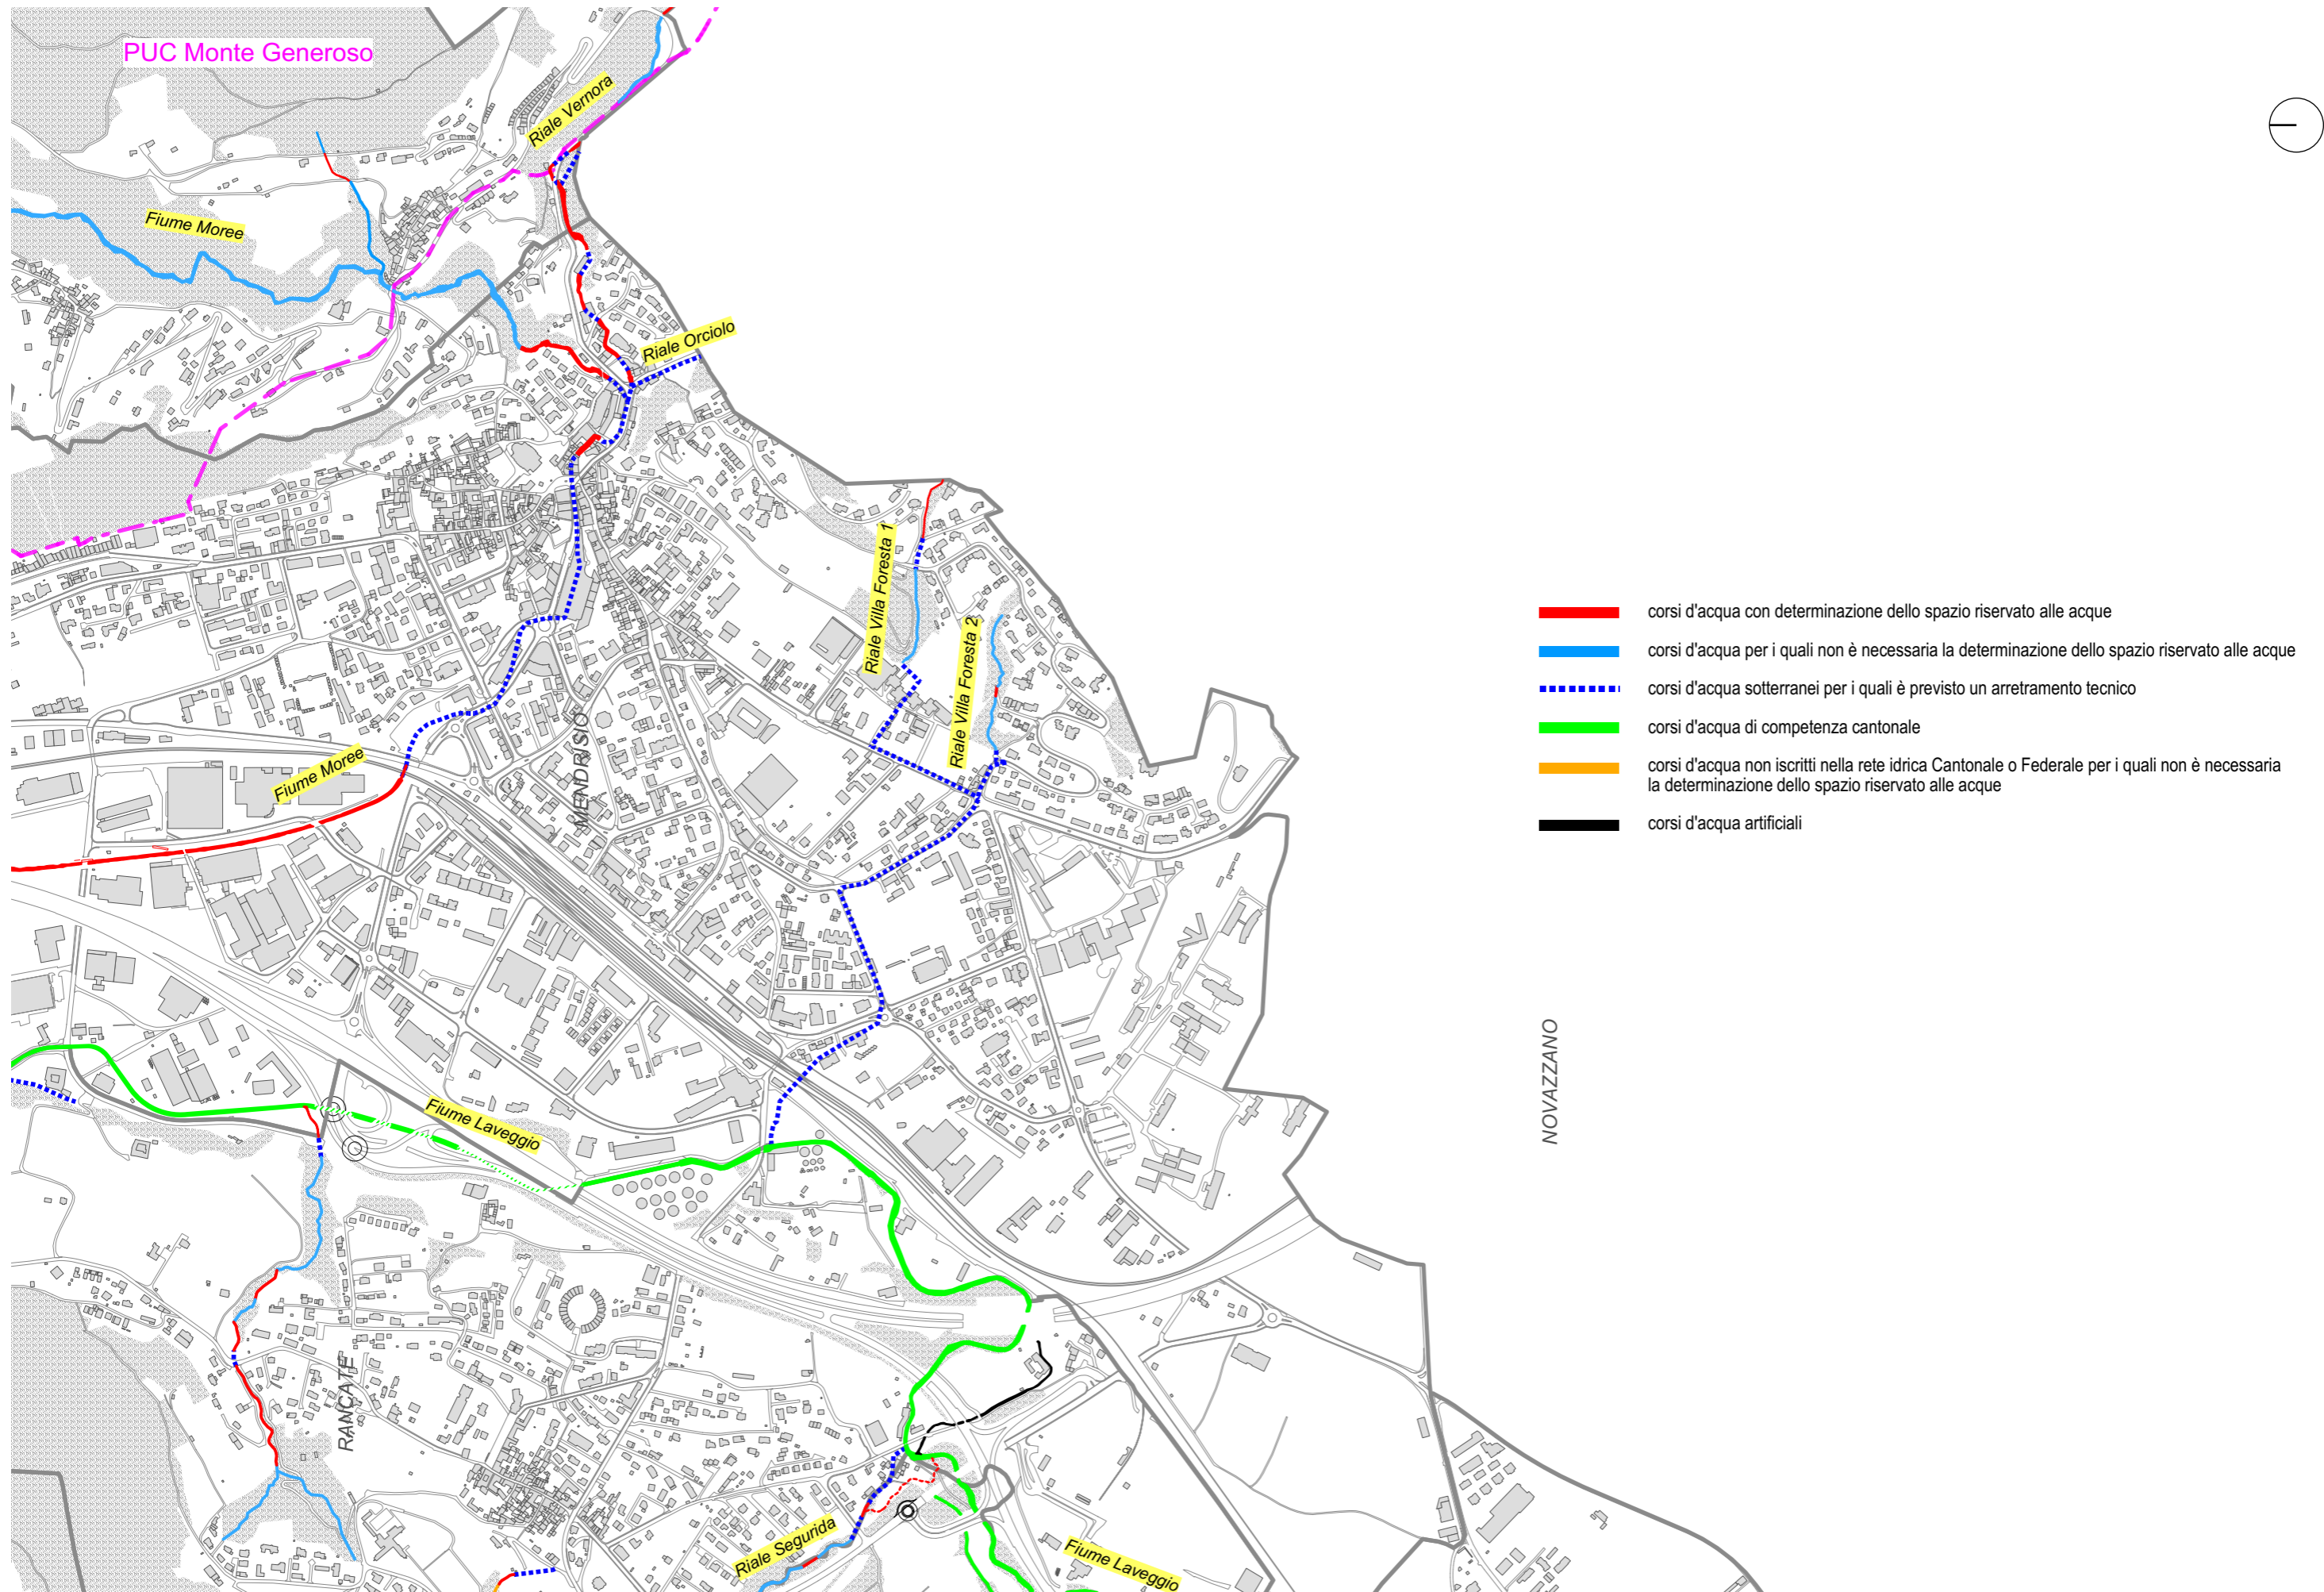 PUC Monte Generoso
Riale Vernora
Fiume Moree
Riale Orciolo
Riale Villa Foresta 1
Riale Villa Foresta 2
Fiume Moree
MENDRISIO
corsi d'acqua con determinazione dello spazio riservato alle acque
corsi d'acqua per i quali non è necessaria la determinazione dello spazio riservato alle acque
corsi d'acqua sotterranei per i quali è previsto un arretramento tecnico
corsi d'acqua di competenza cantonale
corsi d'acqua non iscritti nella rete idrica Cantonale o Federale per i quali non è necessaria
la determinazione dello spazio riservato alle acque
corsi d'acqua artificiali
NOVAZZANO
Fiume Laveggio
RANCATE
Riale Segurida
Fiume Laveggio